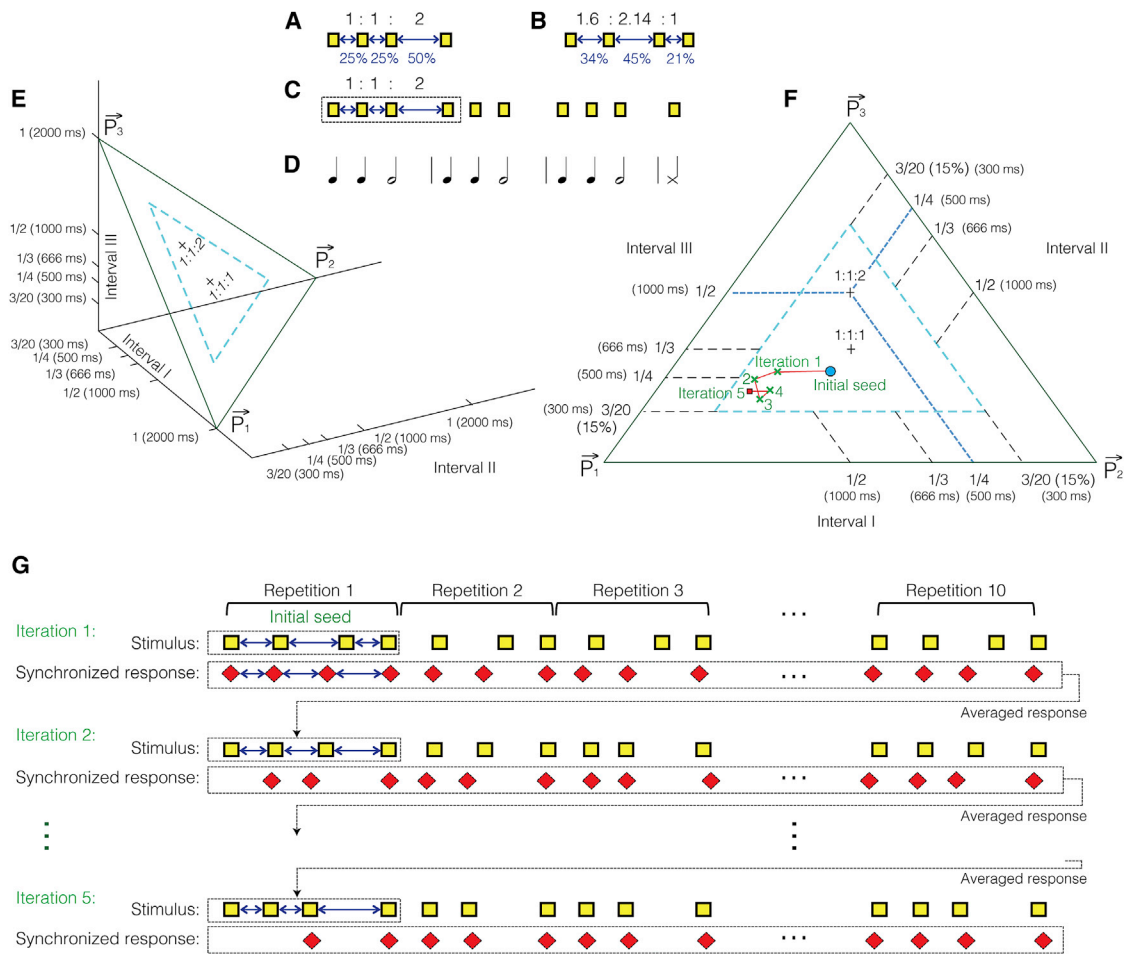 A
1 : 1 : 2
25% 25% 50%
B
1.6 : 2.14 : 1
34% 45% 21%
C
1 : 1 : 2
D
E
P3
1 (2000 ms)
1/2 (1000 ms)
1/3 (666 ms)
1/4 (500 ms)
3/20 (300 ms)
Interval III
1:1:2
1:1:1
P2
3/20 (300 ms)
1/4 (500 ms)
1/3 (666 ms)
1/2 (1000 ms)
Interval I
1 (2000 ms)
P1
1 (2000 ms)
1/2 (1000 ms)
1/3 (666 ms)
1/4 (500 ms)
3/20 (300 ms)
Interval II
F
P3
3/20 (15%) (300 ms)
1/4 (500 ms)
1/3 (666 ms)
Interval III
Interval II
1:1:2
(1000 ms) 1/2
1/2 (1000 ms)
1:1:1
(666 ms) 1/3
Iteration 1
(500 ms) 1/4
2
Initial seed
Iteration 5
4
3
(300 ms) 3/20
(15%)
P1
P2
1/2
(1000 ms)
1/3
(666 ms)
1/4
(500 ms)
3/20 (15%)
(300 ms)
Interval I
G
Repetition 1 Repetition 2 Repetition 3 ... Repetition 10
Initial seed
Iteration 1:
Stimulus:
Synchronized response: ...
Averaged response
Iteration 2:
Stimulus:
Synchronized response: ...
Averaged response
Averaged response
Iteration 5:
Stimulus:
Synchronized response: ...